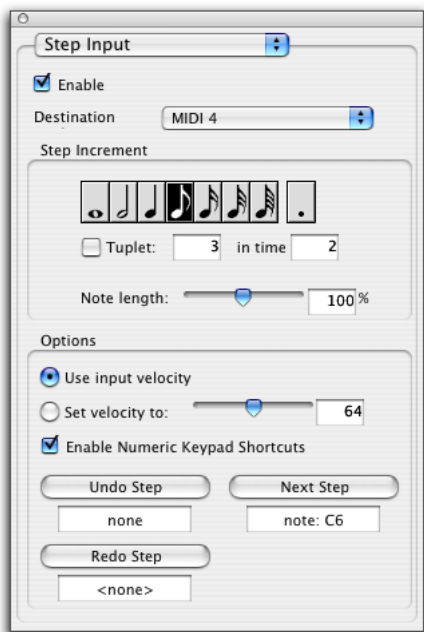 Step Input
Enable
Destination MIDI 4
Step Increment
Tuplet: 3 in time 2
Note length: 100 %
Options
Use input velocity
Set velocity to: 64
Enable Numeric Keypad Shortcuts
Undo Step Next Step
none note: C6
Redo Step
<none>